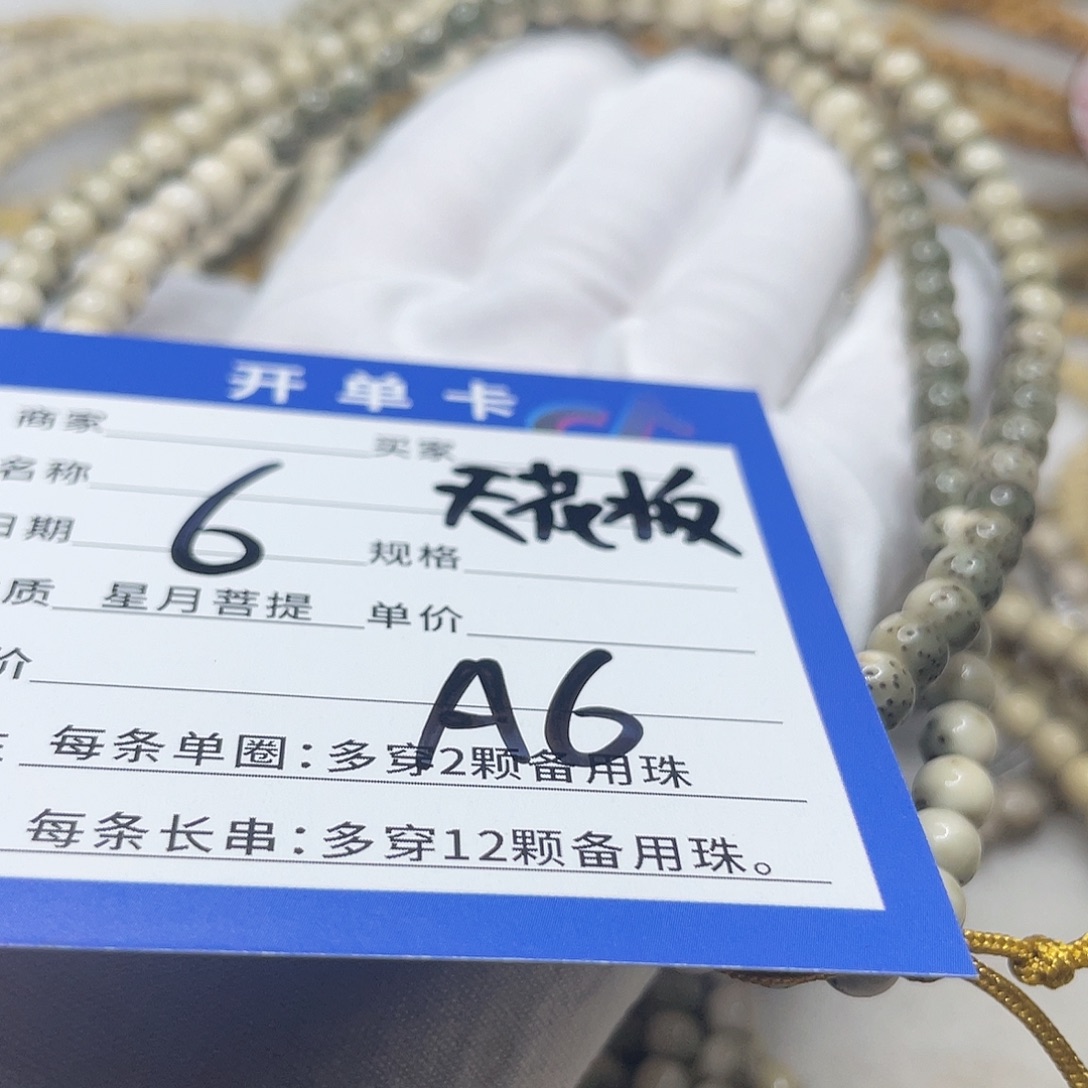 开单卡
商家 买家
名称 天花板
日期 6 规格
质 星月菩提 单价
价
A6
每条单圈:多穿2颗备用珠
每条长串:多穿12颗备用珠。